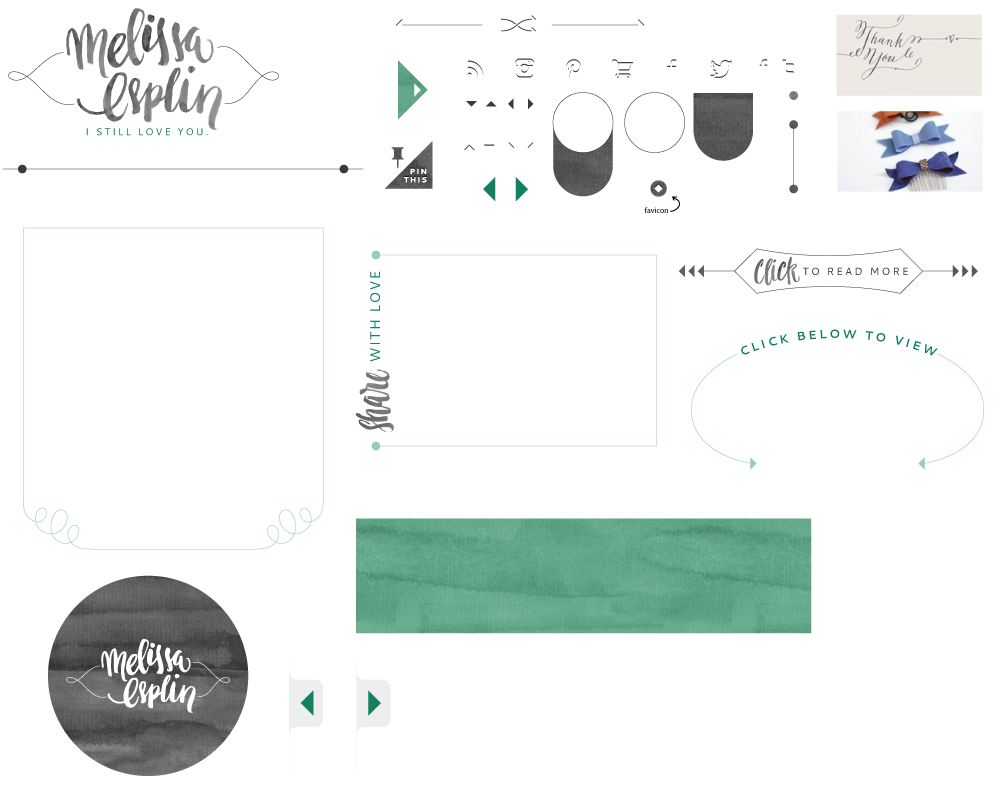 melissa
esplin
I STILL LOVE YOU.
PIN
THIS
favicon
Thank
You
Click TO READ MORE
share WITH LOVE
CLICK BELOW TO VIEW
melissa
esplin